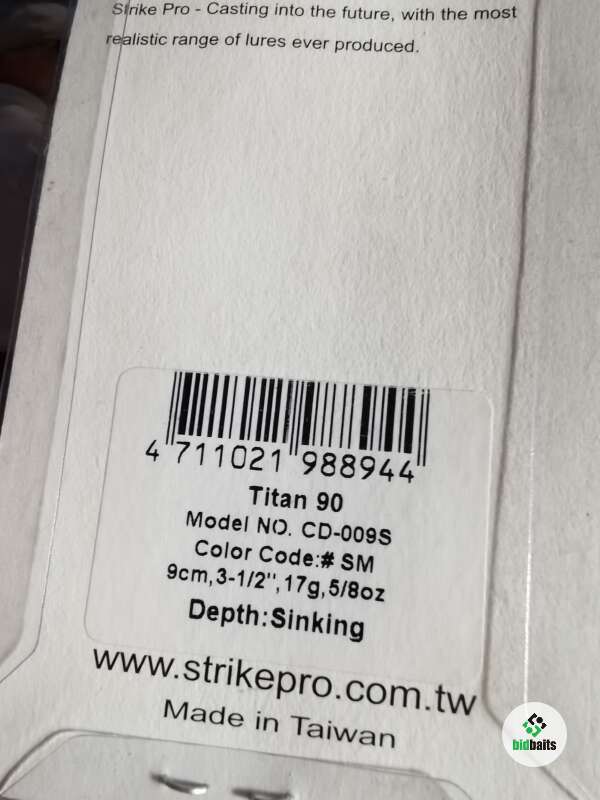 Strike Pro - Casting into the future, with the most
realistic range of lures ever produced.
4 711021 988944
Titan 90
Model NO. CD-009S
Color Code:# SM
9cm,3-1/2",17g,5/8oz
Depth:Sinking
www.strikepro.com.tw
Made in Taiwan
bidbaits